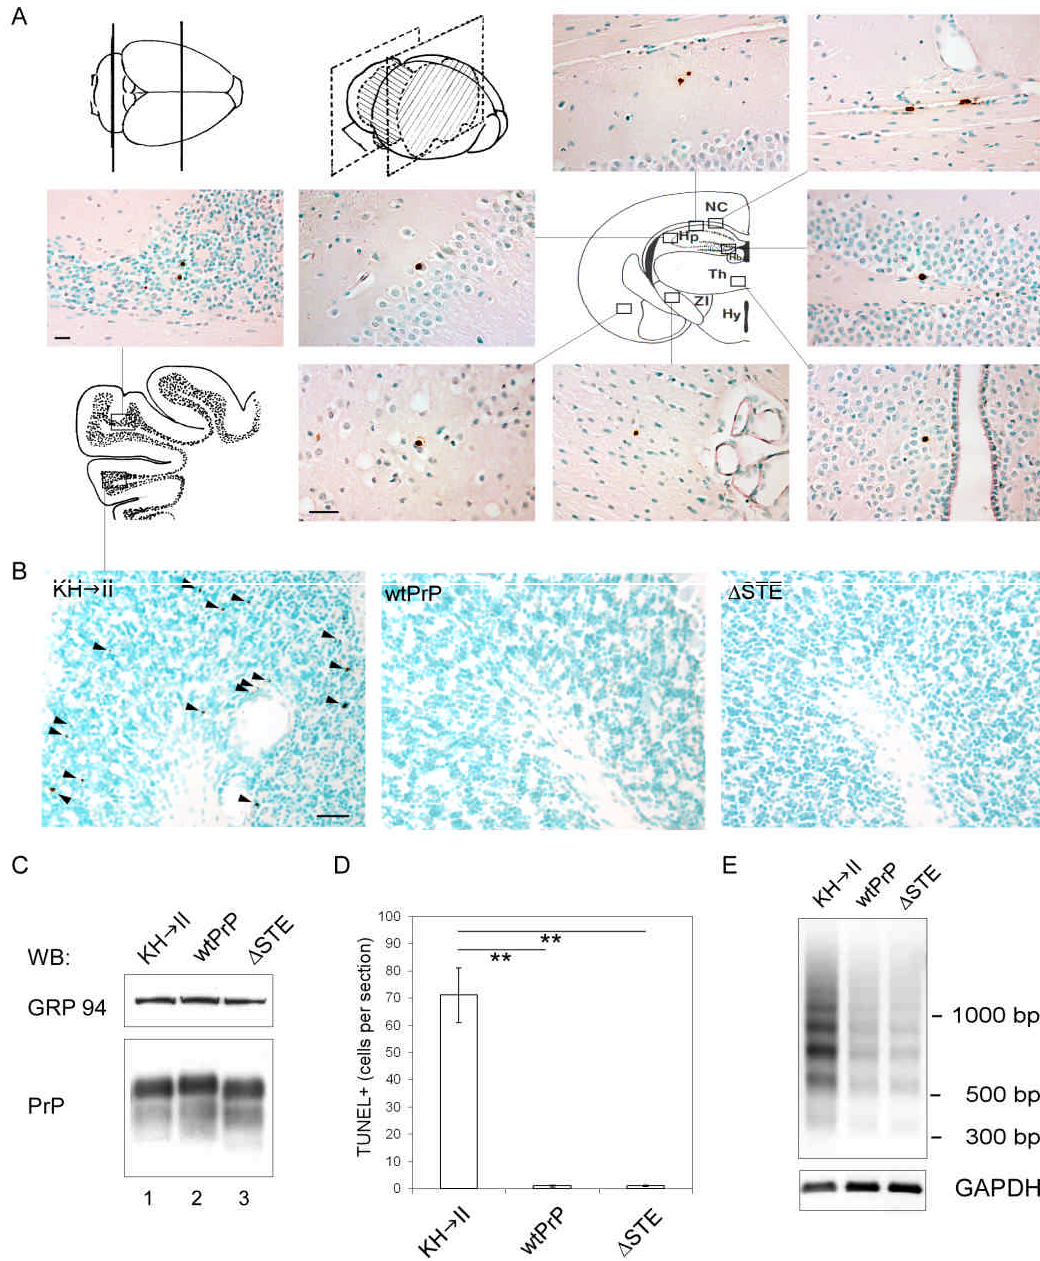 A
NC
Hp
Hb
Th
ZI
Hy
B
KH→II
wtPrP
ΔSTE
C
KH→II
wtPrP
ΔSTE
WB:
GRP 94
PrP
1 2 3
D
TUNEL+ (cells per section)
100
90
80
70
60
50
40
30
20
10
0
**
**
KH→II
wtPrP
ΔSTE
E
KH→II
wtPrP
ΔSTE
1000 bp
500 bp
300 bp
GAPDH